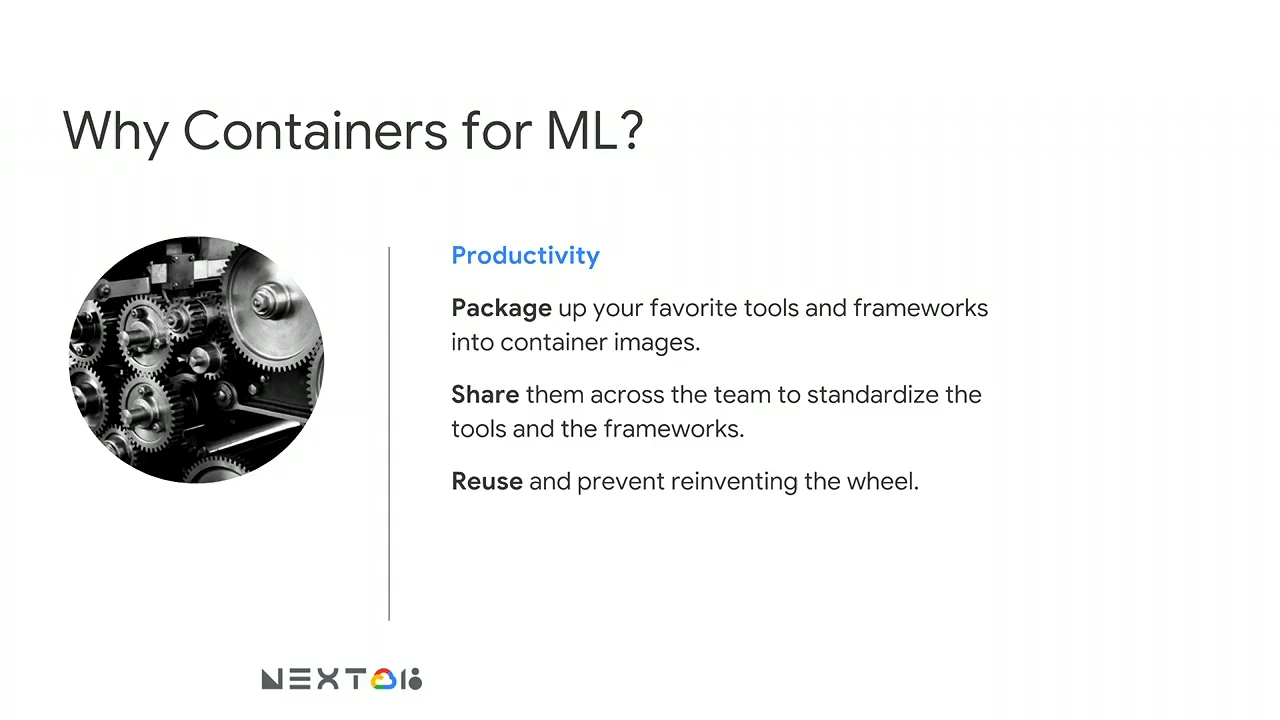 Why Containers for ML?
Productivity
Package up your favorite tools and frameworks
into container images.
Share them across the team to standardize the
tools and the frameworks.
Reuse and prevent reinventing the wheel.
NEXT 18